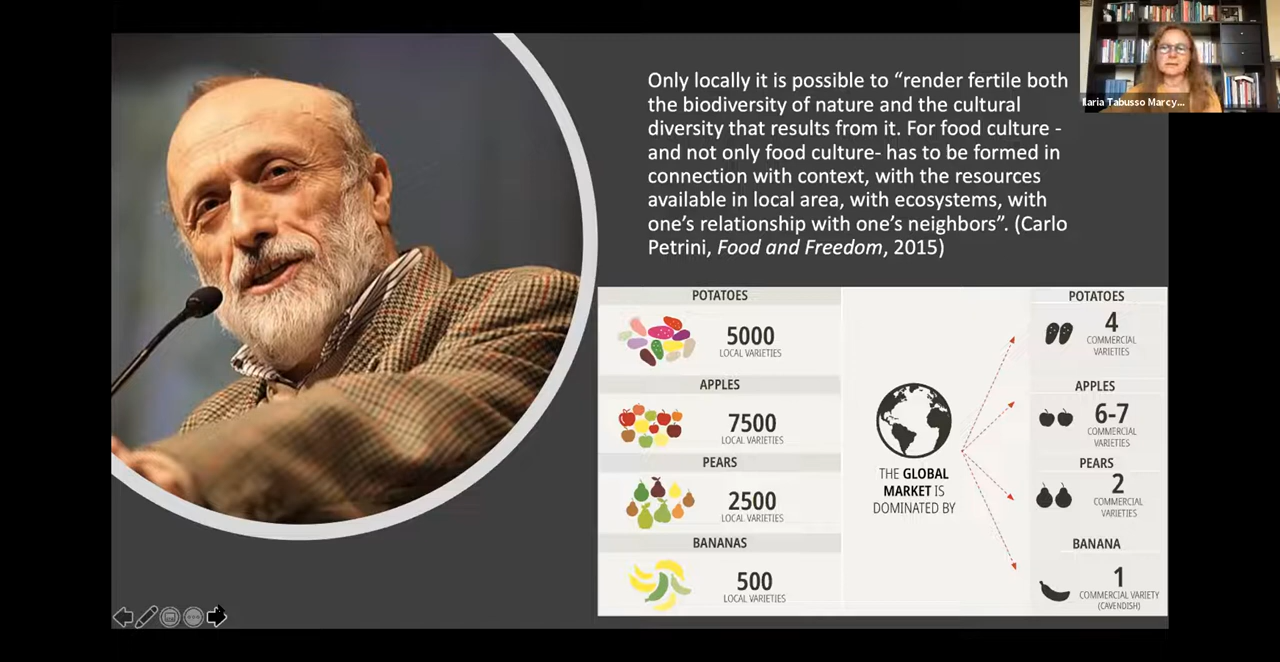 Only locally it is possible to “render fertile both
the biodiversity of nature and the cultural
diversity that results from it. For food culture -
and not only food culture- has to be formed in
connection with context, with the resources
available in local area, with ecosystems, with
one’s relationship with one’s neighbors”. (Carlo
Petrini, Food and Freedom, 2015)
Ilaria Tabusso Marcy...
POTATOES
5000
LOCAL VARIETIES
APPLES
7500
LOCAL VARIETIES
PEARS
2500
LOCAL VARIETIES
BANANAS
500
LOCAL VARIETIES
THE GLOBAL
MARKET IS
DOMINATED BY
POTATOES
4
COMMERCIAL
VARIETIES
APPLES
6-7
COMMERCIAL
VARIETIES
PEARS
2
COMMERCIAL
VARIETIES
BANANA
1
COMMERCIAL VARIETY
(CAVENDISH)